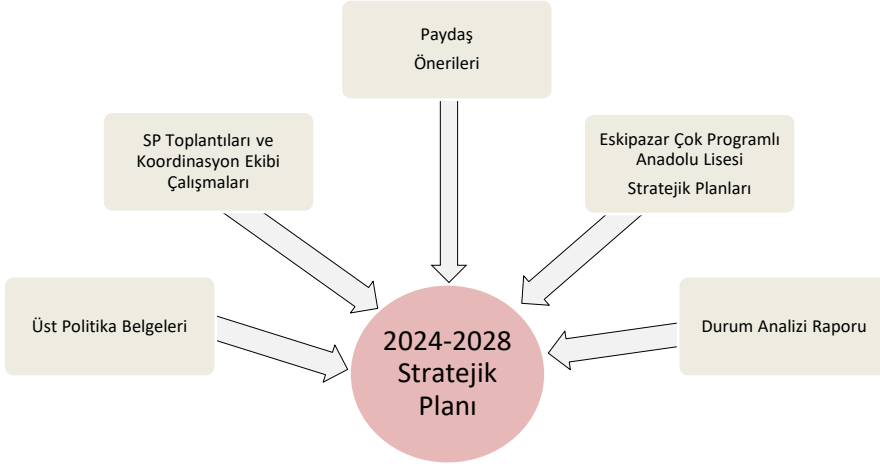 Paydaş
Önerileri
SP Toplantıları ve
Koordinasyon Ekibi
Çalışmaları
Eskipazar Çok Programlı
Anadolu Lisesi
Stratejik Planları
Üst Politika Belgeleri
2024-2028
Stratejik
Planı
Durum Analizi Raporu